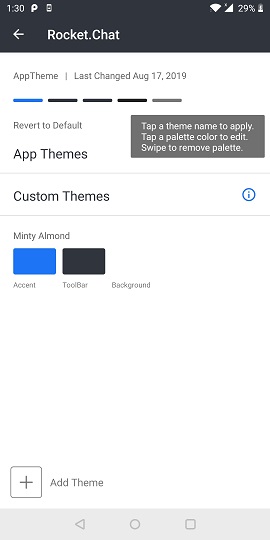 1:30
29%
Rocket.Chat
AppTheme | Last Changed Aug 17, 2019
Revert to Default
Tap a theme name to apply.
Tap a palette color to edit.
Swipe to remove palette.
App Themes
Custom Themes
Minty Almond
Accent ToolBar Background
Add Theme